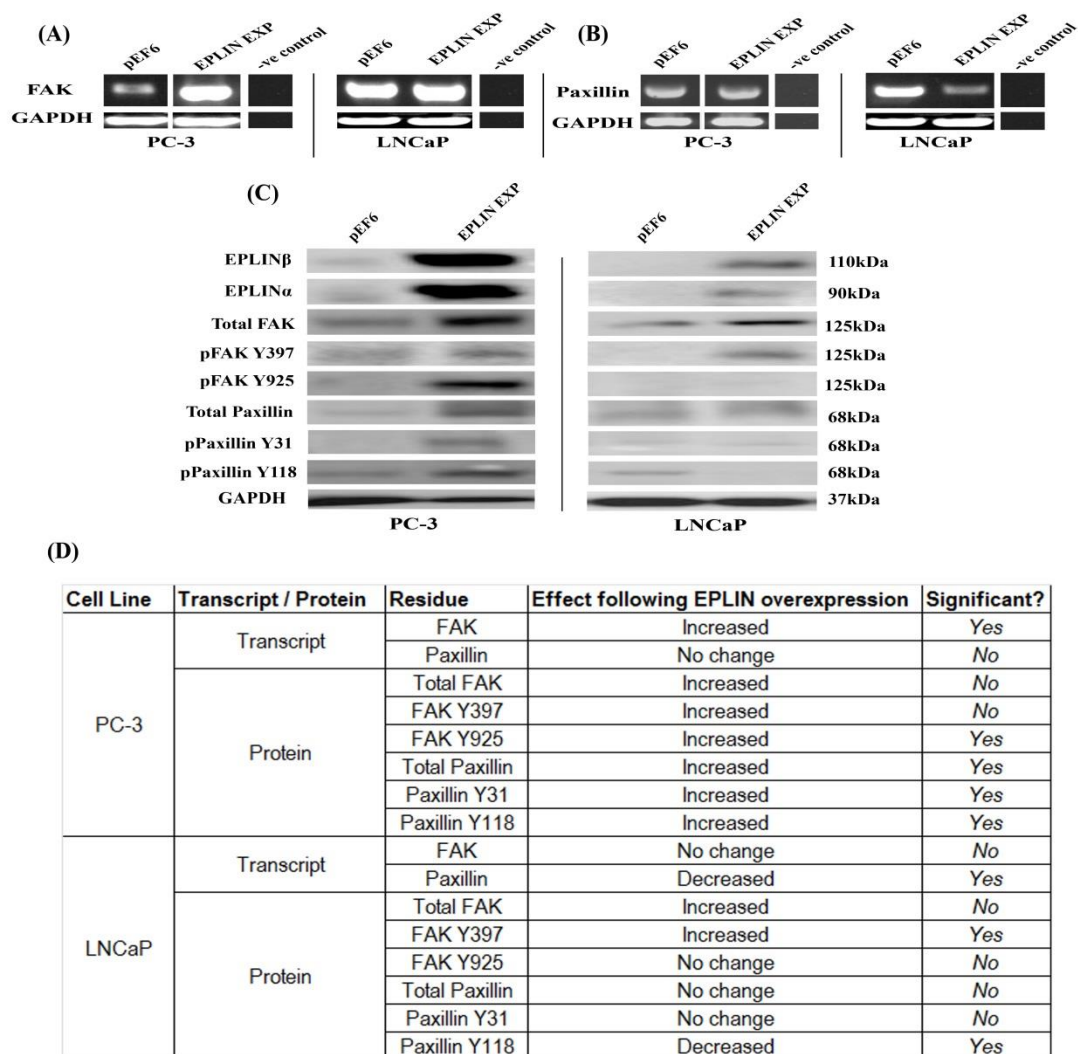 (A)
pEF6 EPLIN EXP -ve control pEF6 EPLIN EXP -ve control
FAK
GAPDH
PC-3 LNCaP
(B)
pEF6 EPLIN EXP -ve control pEF6 EPLIN EXP -ve control
Paxillin
GAPDH
PC-3 LNCaP
(C)
pEF6 EPLIN EXP pEF6 EPLIN EXP
EPLINβ 110kDa
EPLINα 90kDa
Total FAK 125kDa
pFAK Y397 125kDa
pFAK Y925 125kDa
Total Paxillin 68kDa
pPaxillin Y31 68kDa
pPaxillin Y118 68kDa
GAPDH 37kDa
PC-3 LNCaP
(D)
Cell Line Transcript / Protein Residue Effect following EPLIN overexpression Significant?
PC-3 Transcript FAK Increased Yes
Paxillin No change No
Protein Total FAK Increased No
FAK Y397 Increased No
FAK Y925 Increased Yes
Total Paxillin Increased Yes
Paxillin Y31 Increased Yes
Paxillin Y118 Increased Yes
LNCaP Transcript FAK No change No
Paxillin Decreased Yes
Protein Total FAK Increased No
FAK Y397 Increased Yes
FAK Y925 No change No
Total Paxillin No change No
Paxillin Y31 No change No
Paxillin Y118 Decreased Yes